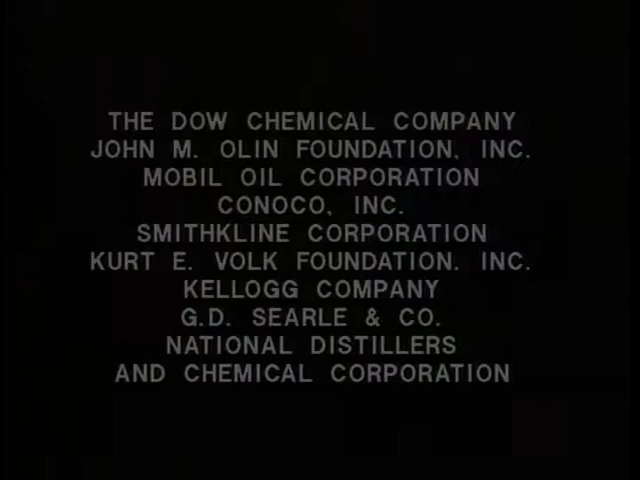 THE DOW CHEMICAL COMPANY
JOHN M. OLIN FOUNDATION, INC.
MOBIL OIL CORPORATION
CONOCO, INC.
SMITHKLINE CORPORATION
KURT E. VOLK FOUNDATION. INC.
KELLOGG COMPANY
G.D. SEARLE & CO.
NATIONAL DISTILLERS
AND CHEMICAL CORPORATION